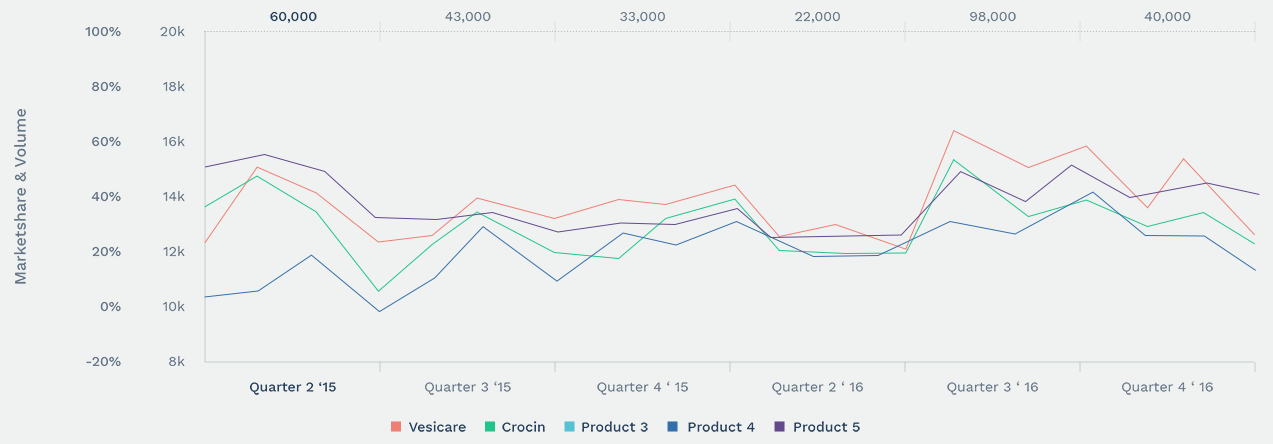 60,000 43,000 33,000 22,000 98,000 40,000
100% 20k
80% 18k
60% 16k
40% 14k
20% 12k
0% 10k
-20% 8k
Marketshare & Volume
Quarter 2 ‘15 Quarter 3 ‘15 Quarter 4 ‘ 15 Quarter 2 ‘ 16 Quarter 3 ‘ 16 Quarter 4 ‘ 16
Vesicare Crocin Product 3 Product 4 Product 5